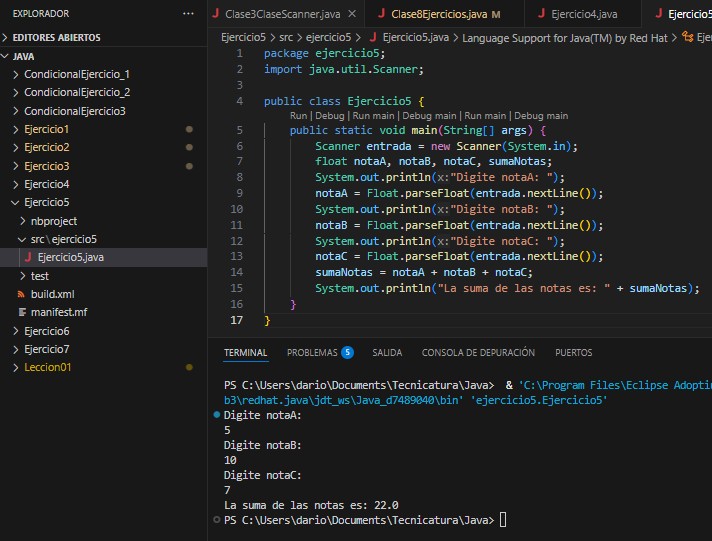 EXPLORADOR
EDITORES ABIERTOS
JAVA
CondicionalEjercicio_1
CondicionalEjercicio_2
CondicionalEjercicio3
Ejercicio1
Ejercicio2
Ejercicio3
Ejercicio4
Ejercicio5
nbproject
src\ejercicio5
J Ejercicio5.java
test
build.xml
manifest.mf
Ejercicio6
Ejercicio7
Leccion01
J Clase3ClaseScanner.java
J Clase8Ejercicios.java M
J Ejercicio4.java
J Ejercicio5
Ejercicio5 > src > ejercicio5 > J Ejercicio5.java > Language Support for Java(TM) by Red Hat > Ejer
1 package ejercicio5;
2 import java.util.Scanner;
3
4 public class Ejercicio5 {
Run | Debug | Run main | Debug main | Run main | Debug main
5 public static void main(String[] args) {
6 Scanner entrada = new Scanner(System.in);
7 float notaA, notaB, notaC, sumaNotas;
8 System.out.println(x:"Digite notaA: ");
9 notaA = Float.parseFloat(entrada.nextLine());
10 System.out.println(x:"Digite notaB: ");
11 notaB = Float.parseFloat(entrada.nextLine());
12 System.out.println(x:"Digite notaC: ");
13 notaC = Float.parseFloat(entrada.nextLine());
14 sumaNotas = notaA + notaB + notaC;
15 System.out.println("La suma de las notas es: " + sumaNotas);
16 }
17 }
TERMINAL PROBLEMAS 5 SALIDA CONSOLA DE DEPURACIÓN PUERTOS
PS C:\Users\dario\Documents\Tecnicatura\Java> & 'C:\Program Files\Eclipse Adopti
b3\redhat.java\jdt_ws\Java_d7489040\bin' 'ejercicio5.Ejercicio5'
Digite notaA:
5
Digite notaB:
10
Digite notaC:
7
La suma de las notas es: 22.0
PS C:\Users\dario\Documents\Tecnicatura\Java>